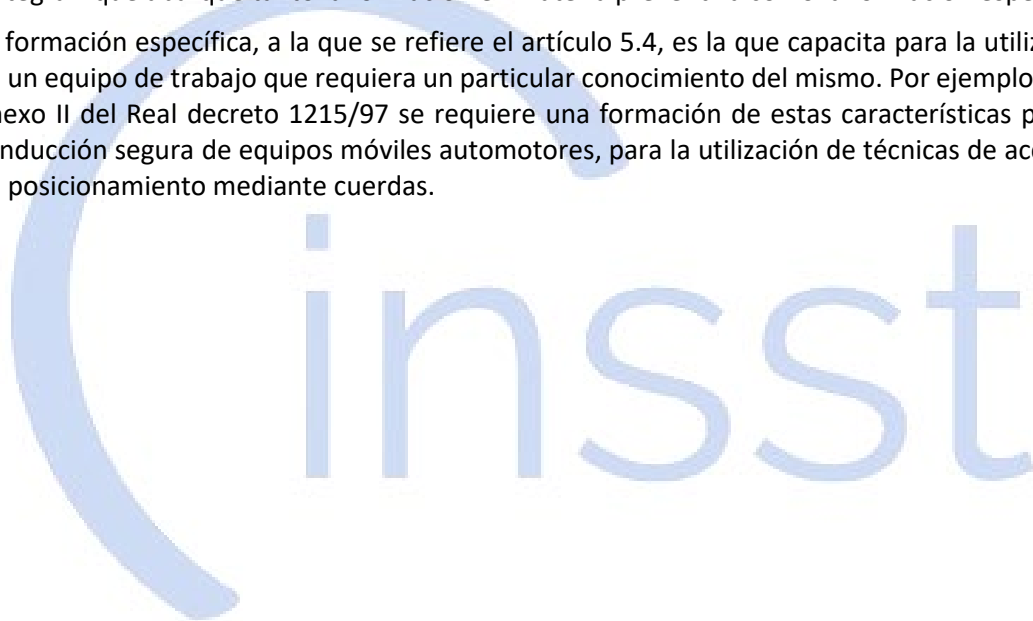 formación específica, a la que se refiere el artículo 5.4, es la que capacita para la utiliz
un equipo de trabajo que requiera un particular conocimiento del mismo. Por ejemplo
nexo II del Real decreto 1215/97 se requiere una formación de estas características p
nducción segura de equipos móviles automotores, para la utilización de técnicas de ac
posicionamiento mediante cuerdas.
insst